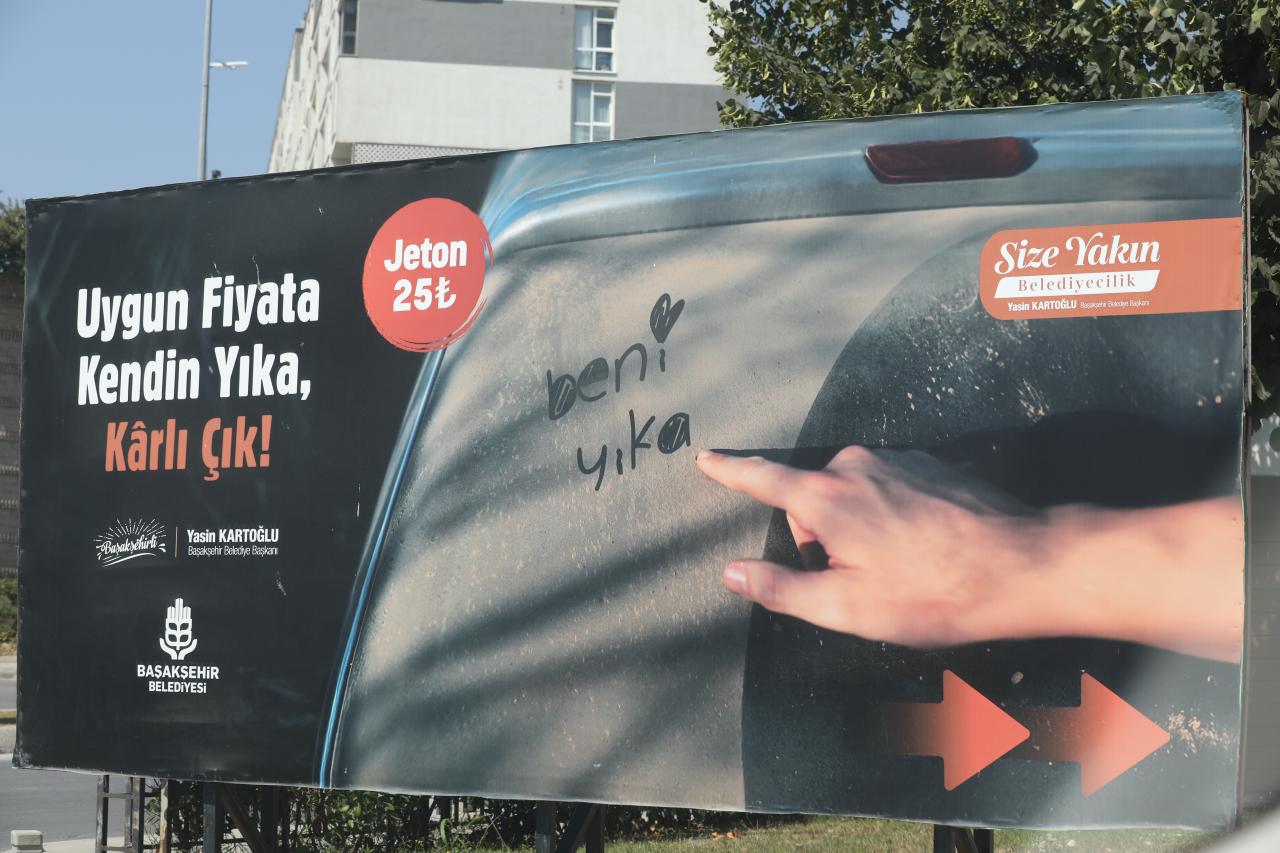 Uygun Fiyata
Kendin Yıka,
Kârlı Çık!
Jeton
25₺
beni
yıka
Size Yakın
Belediyecilik
Yasin KARTOĞLU Başakşehir Belediye Başkanı
Başakşehirli
Yasin KARTOĞLU
Başakşehir Belediye Başkanı
BAŞAKŞEHİR
BELEDİYESİ